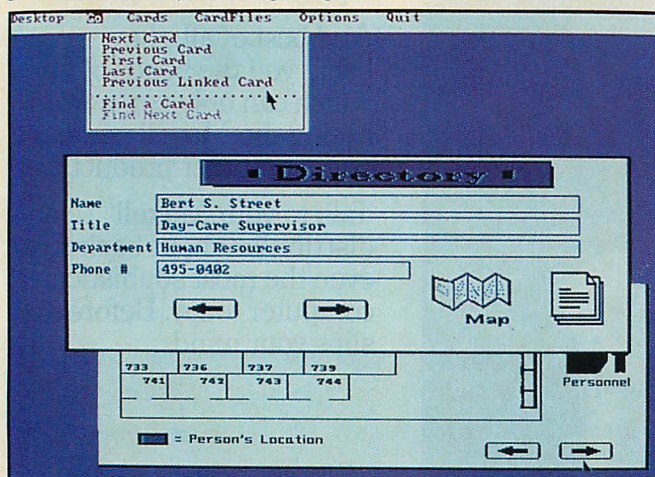 Desktop Go Cards CardFiles Options Quit
Next Card
Previous Card
First Card
Last Card
Previous Linked Card
Find a Card
Find Next Card
Directory
Name Bert S. Street
Title Day-Care Supervisor
Department Human Resources
Phone # 495-0402
Map
733 736 737 739
741 742 743 744
Personnel
= Person's Location